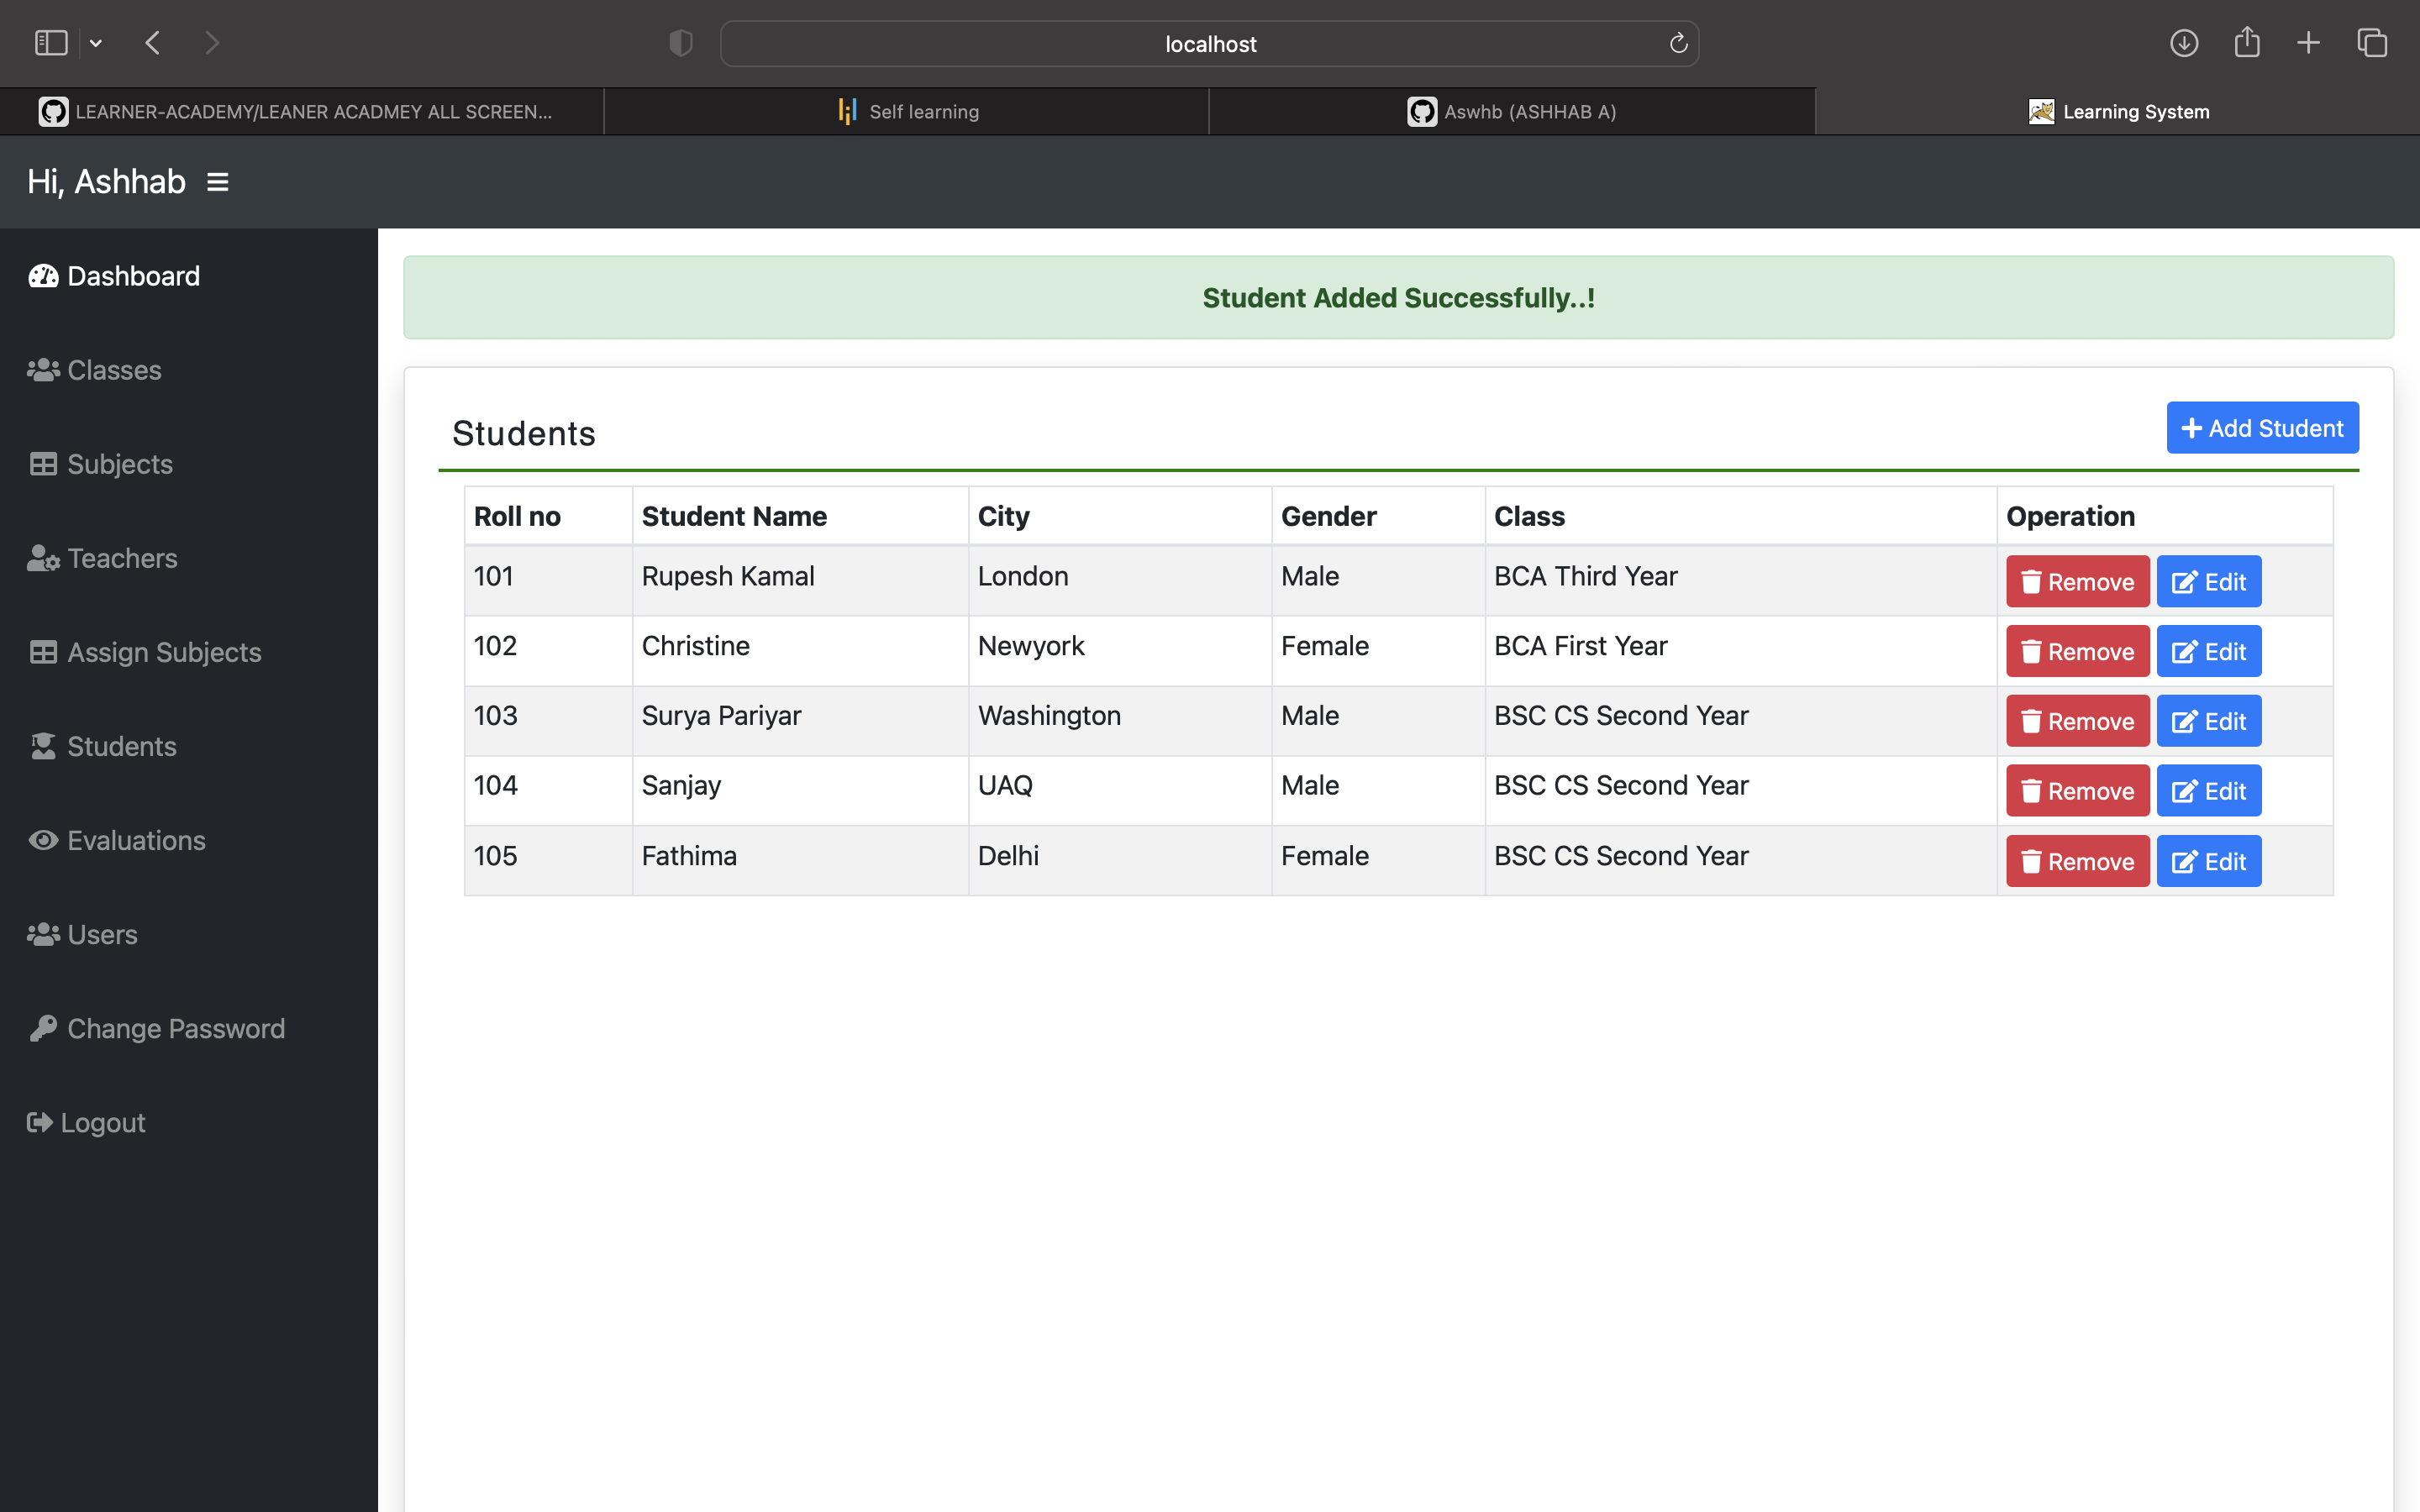 localhost
LEARNER-ACADEMY/LEANER ACADMEY ALL SCREEN...
Self learning
Aswhb (ASHHAB A)
Learning System
Hi, Ashhab
Dashboard
Classes
Subjects
Teachers
Assign Subjects
Students
Evaluations
Users
Change Password
Logout
Student Added Successfully..!
Students
Add Student
Roll no Student Name City Gender Class Operation
101 Rupesh Kamal London Male BCA Third Year Remove Edit
102 Christine Newyork Female BCA First Year Remove Edit
103 Surya Pariyar Washington Male BSC CS Second Year Remove Edit
104 Sanjay UAQ Male BSC CS Second Year Remove Edit
105 Fathima Delhi Female BSC CS Second Year Remove Edit